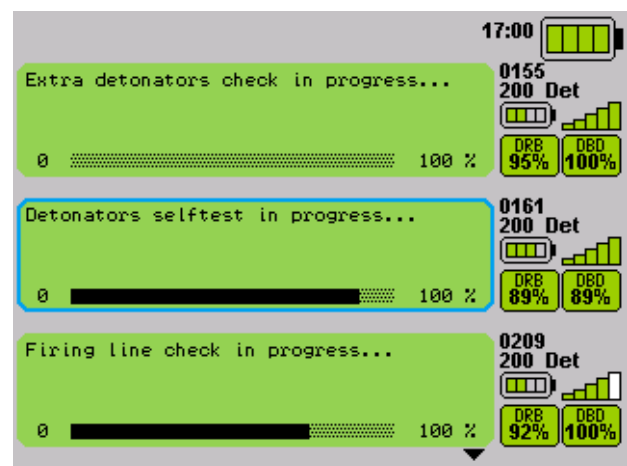 17:00
Extra detonators check in progress...
0 100 %
0155
200 Det
DRB DBD
95% 100%
Detonators selftest in progress...
0 100 %
0161
200 Det
DRB DBD
89% 89%
Firing line check in progress...
0 100 %
0209
200 Det
DRB DBD
92% 100%